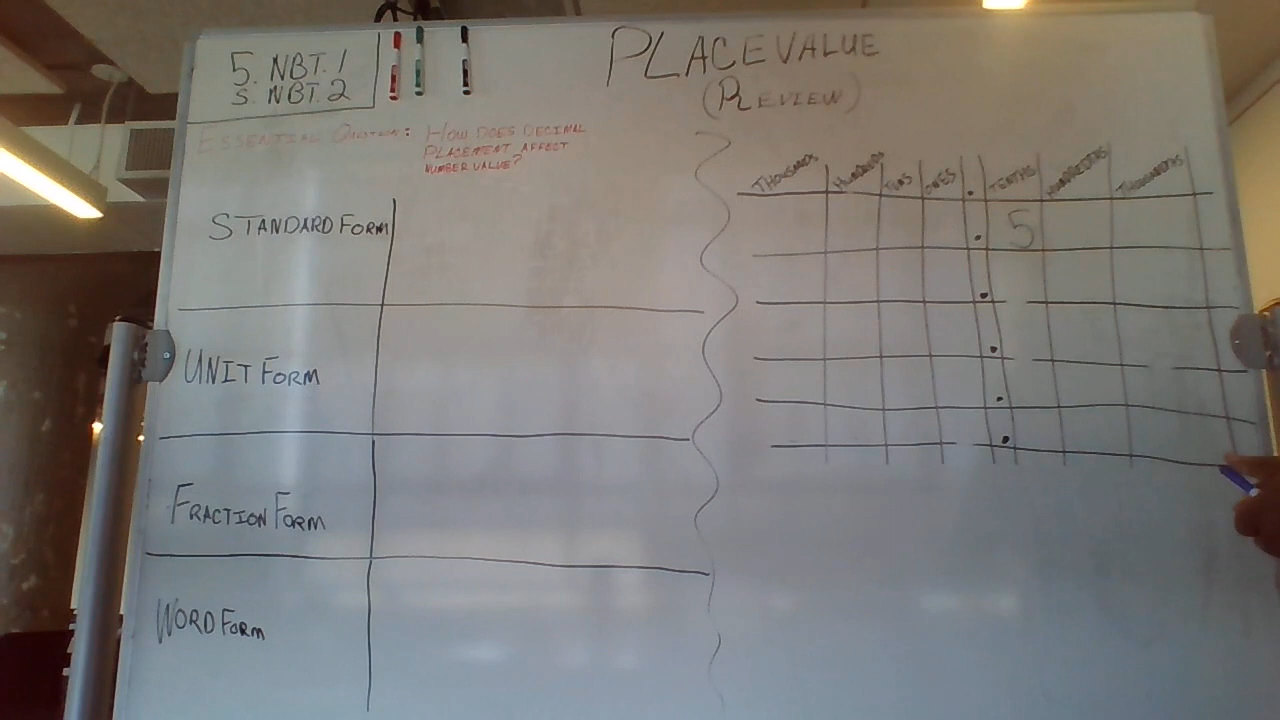 5. NBT. 1
5. NBT. 2
PLACE VALUE
(REVIEW)
ESSENTIAL QUESTION: HOW DOES DECIMAL
PLACEMENT AFFECT
NUMBER VALUE?
STANDARD FORM
UNIT FORM
FRACTION FORM
WORD FORM
THOUSANDS HUNDREDS TENS ONES . TENTHS HUNDREDTHS THOUSANDTHS
. 5
.
.
.
.